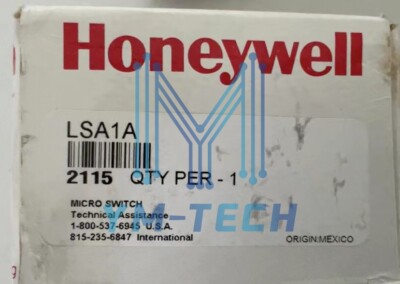 Honeywell
LSA1A
2115 QTY PER - 1
MICRO SWITCH
Technical Assistance
1-800-537-6945 U.S.A.
815-235-6847 International
ORIGIN:MEXICO
YM-TECH